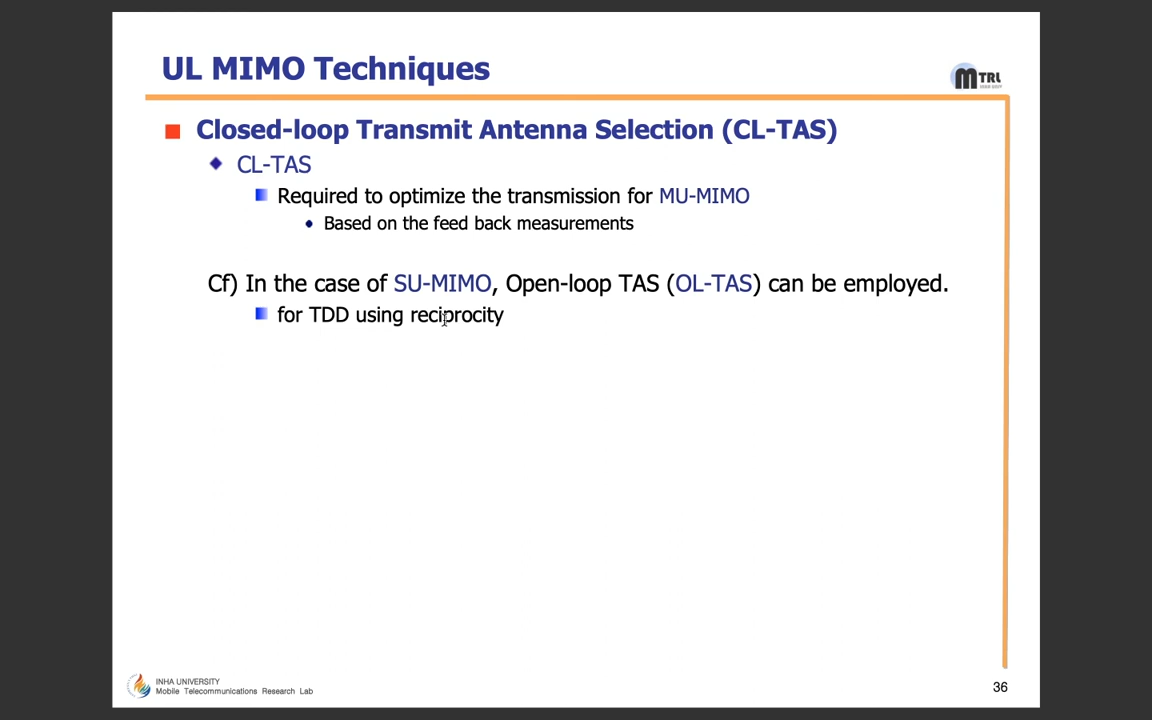 UL MIMO Techniques
MTRL
Closed-loop Transmit Antenna Selection (CL-TAS)
CL-TAS
Required to optimize the transmission for MU-MIMO
Based on the feed back measurements
Cf) In the case of SU-MIMO, Open-loop TAS (OL-TAS) can be employed.
for TDD using reciprocity
INHA UNIVERSITY
Mobile Telecommunications Research Lab
36